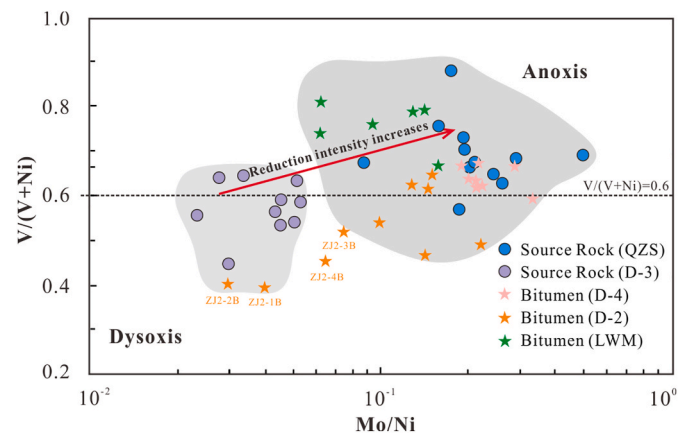 1.0
0.8
0.6
0.4
0.2
V/(V+Ni)
Anoxis
Reduction intensity increases
V/(V+Ni)=0.6
ZJ2-3B
ZJ2-4B
ZJ2-2B
ZJ2-1B
Dysoxis
Source Rock (QZS)
Source Rock (D-3)
Bitumen (D-4)
Bitumen (D-2)
Bitumen (LWM)
10-2
10-1
100
Mo/Ni